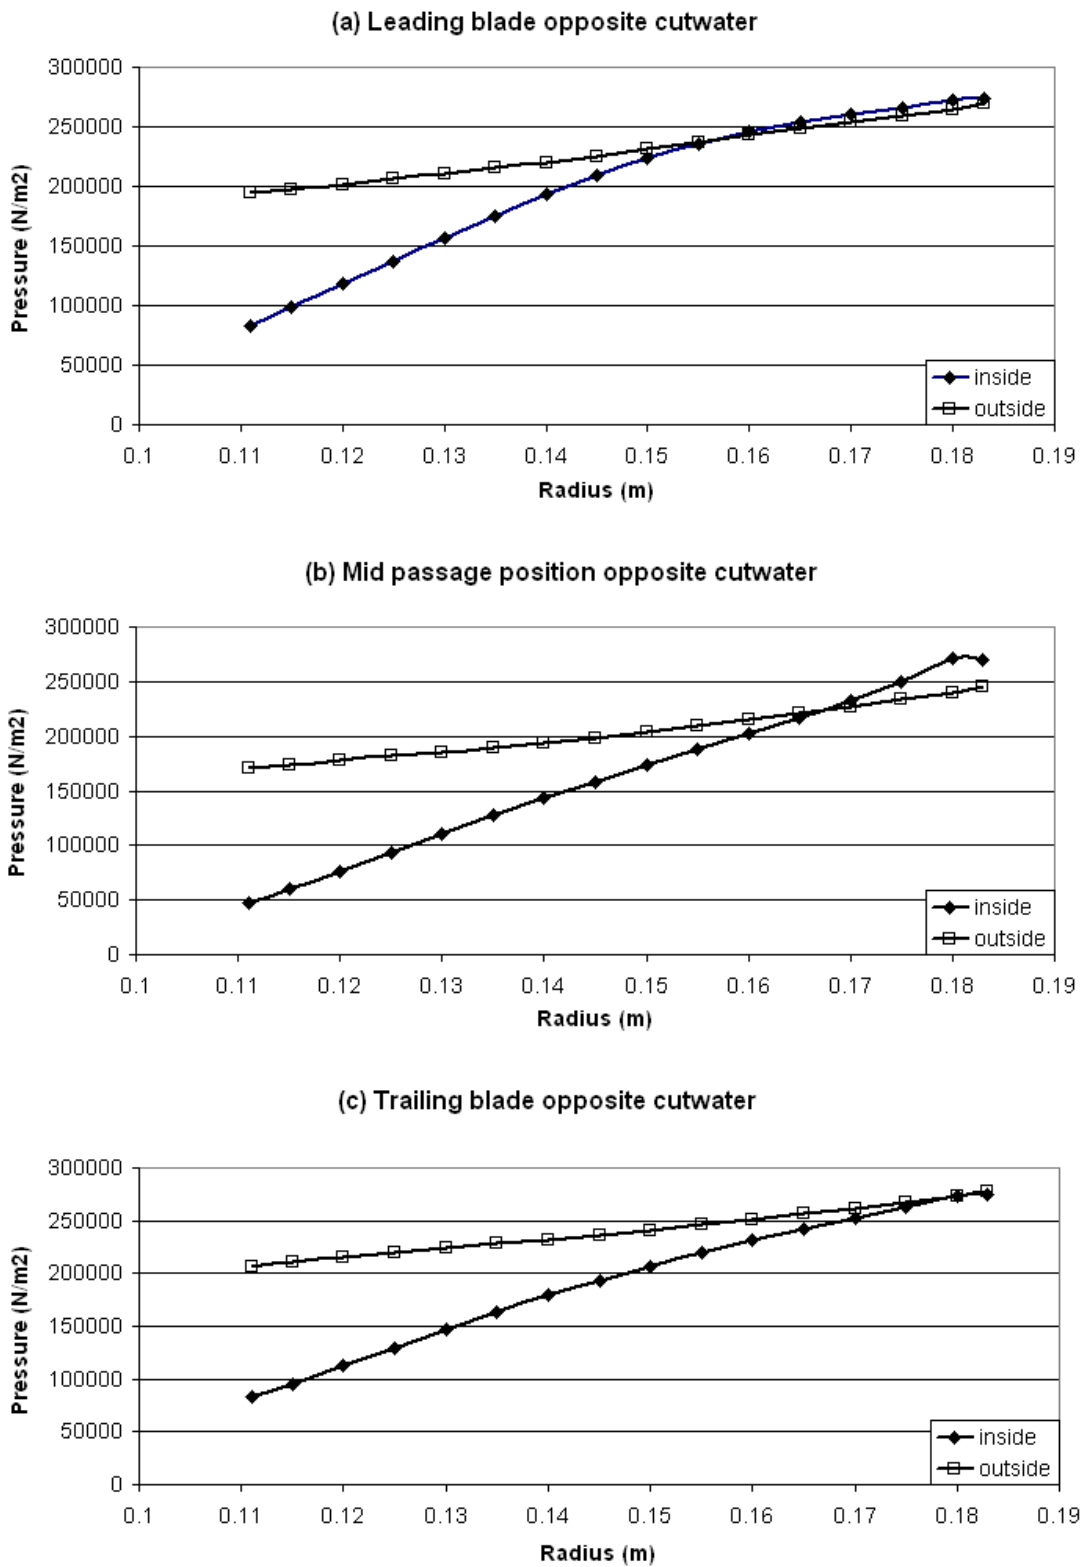 (a) Leading blade opposite cutwater
300000
250000
200000
150000
100000
50000
0
Pressure (N/m2)
inside
outside
0.1 0.11 0.12 0.13 0.14 0.15 0.16 0.17 0.18 0.19
Radius (m)
(b) Mid passage position opposite cutwater
300000
250000
200000
150000
100000
50000
0
Pressure (N/m2)
inside
outside
0.1 0.11 0.12 0.13 0.14 0.15 0.16 0.17 0.18 0.19
Radius (m)
(c) Trailing blade opposite cutwater
300000
250000
200000
150000
100000
50000
0
Pressure (N/m2)
inside
outside
0.1 0.11 0.12 0.13 0.14 0.15 0.16 0.17 0.18 0.19
Radius (m)